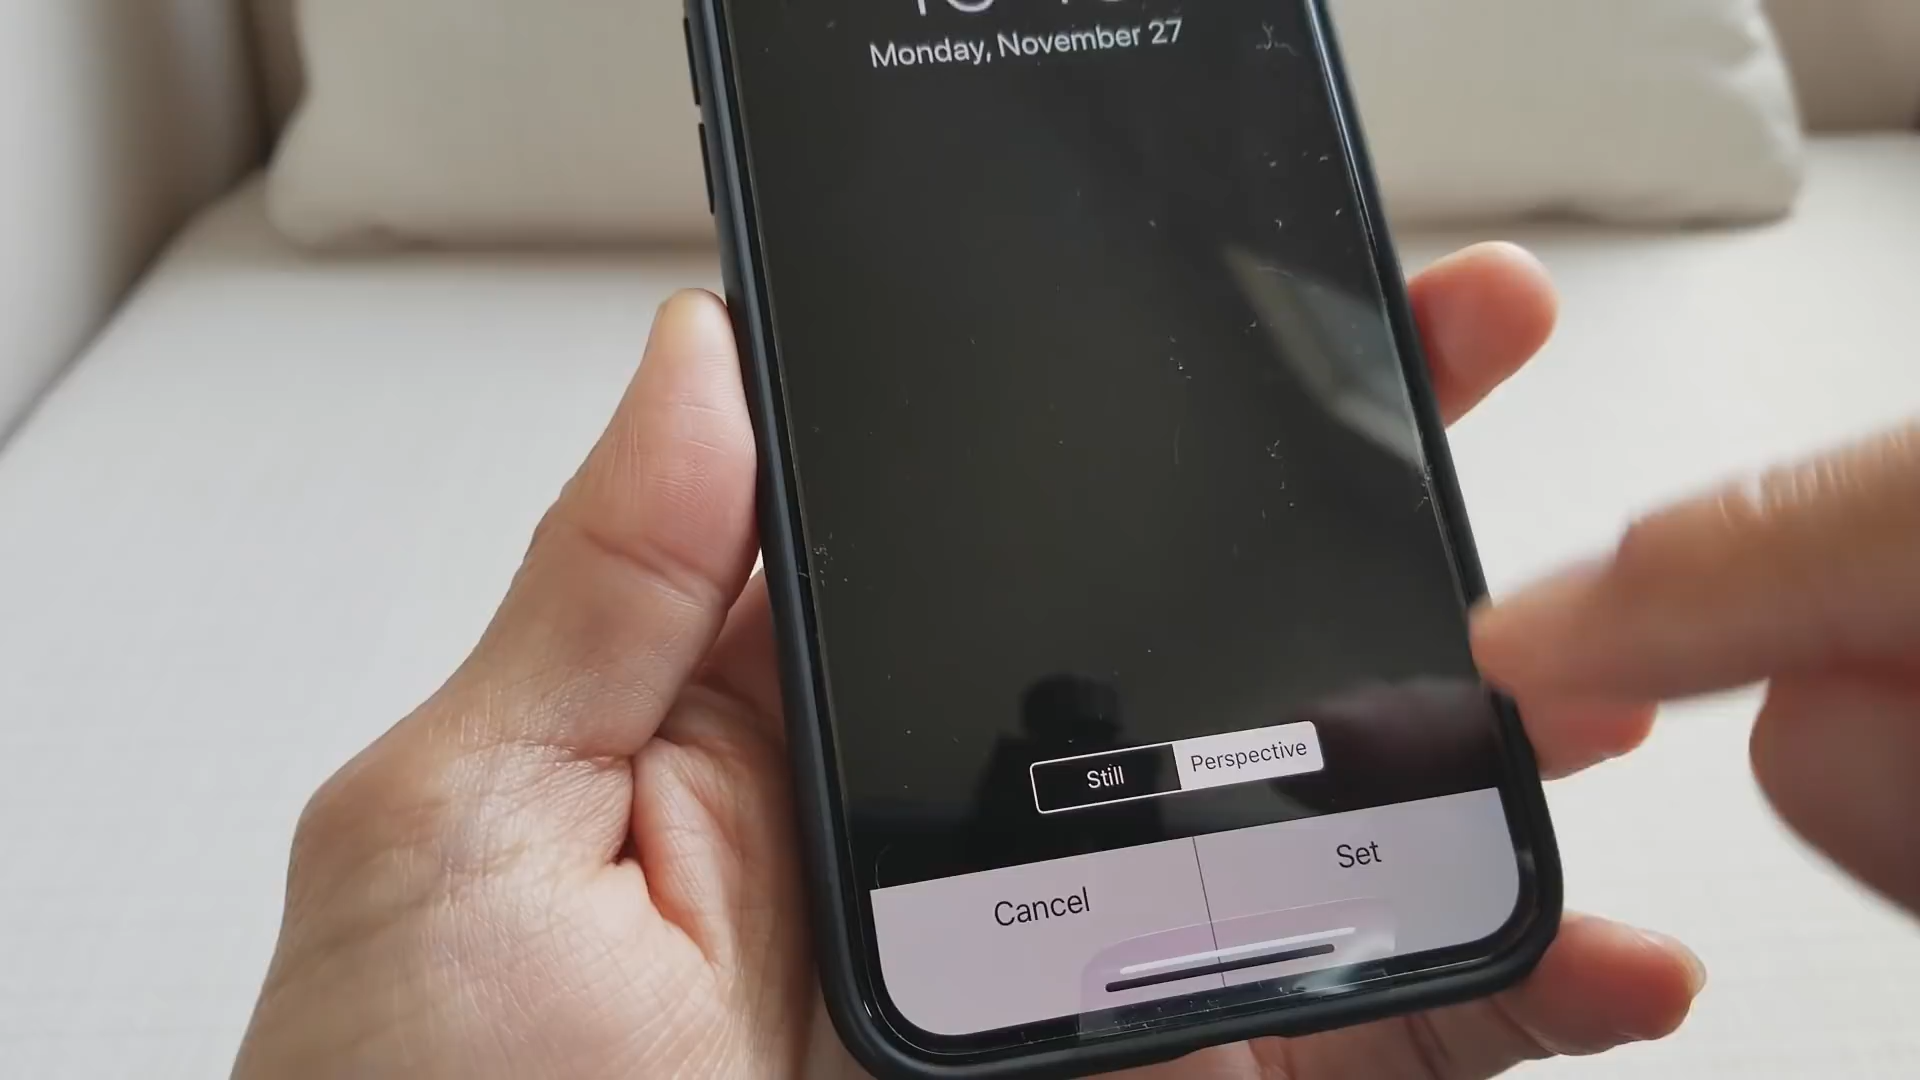 Monday, November 27
Still
Perspective
Cancel
Set